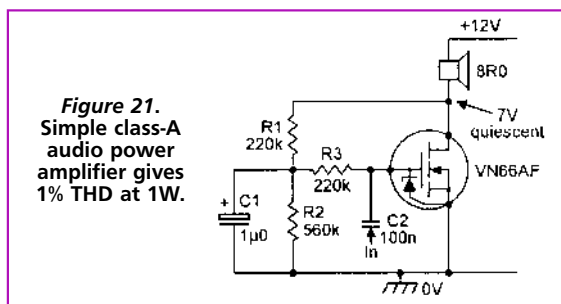 Figure 21.
Simple class-A
audio power
amplifier gives
1% THD at 1W.
+12V
8R0
7V
quiescent
R1
220k
R3
220k
VN66AF
+
C1
1µ0
R2
560k
C2
100n
In
0V